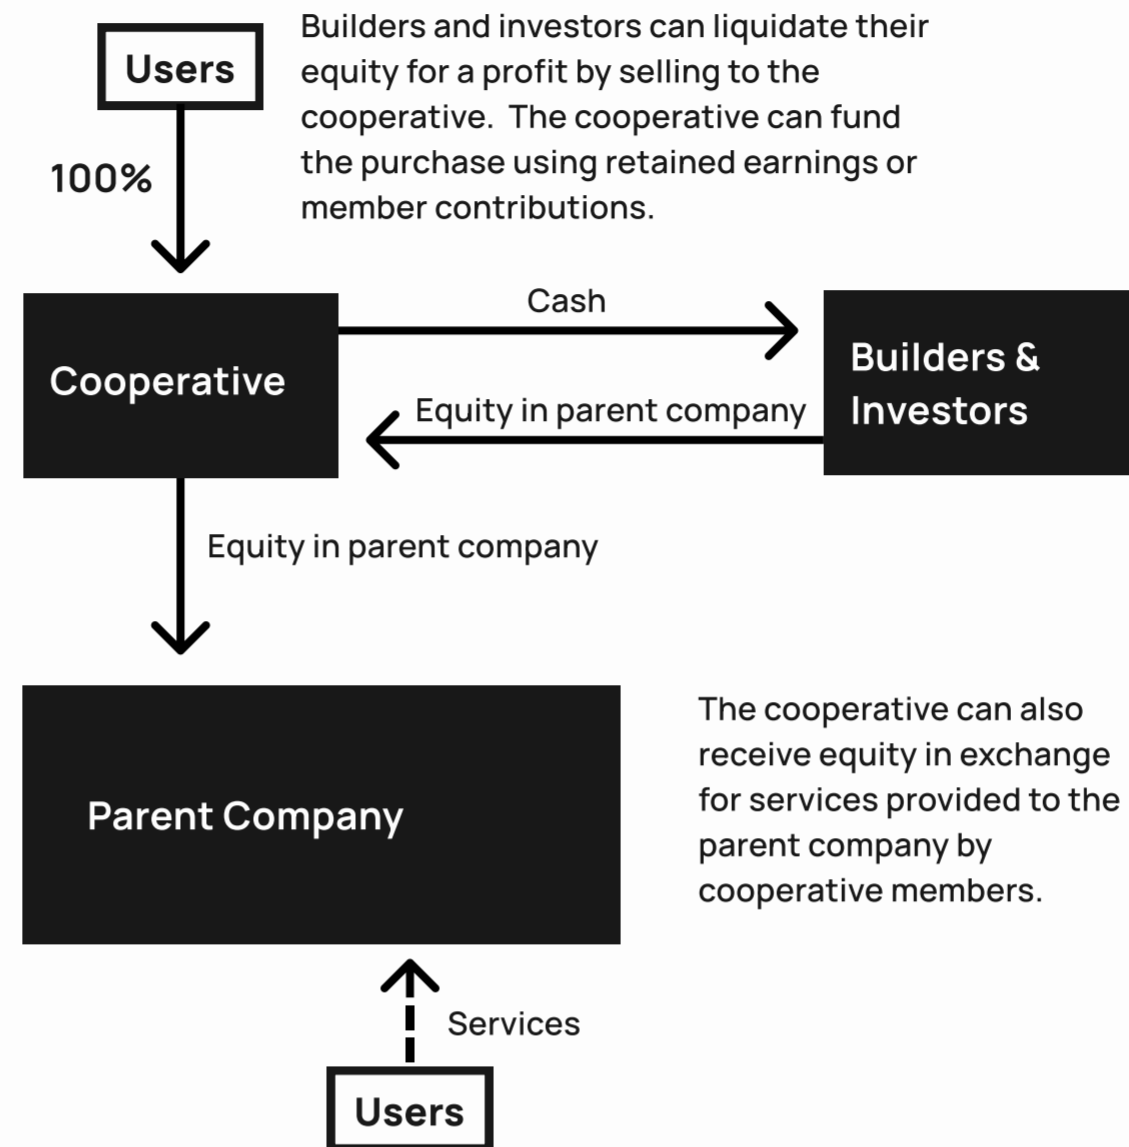 Users
Builders and investors can liquidate their
equity for a profit by selling to the
cooperative.  The cooperative can fund
the purchase using retained earnings or
member contributions.
100%
Cash
Cooperative
Builders &
Investors
Equity in parent company
Equity in parent company
Parent Company
The cooperative can also
receive equity in exchange
for services provided to the
parent company by
cooperative members.
Services
Users